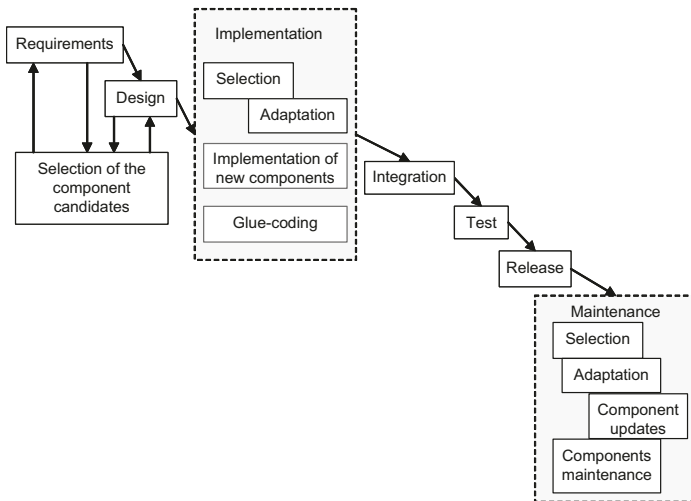 Requirements
Design
Selection of the
component
candidates
Implementation
Selection
Adaptation
Implementation of
new components
Glue-coding
Integration
Test
Release
Maintenance
Selection
Adaptation
Component
updates
Components
maintenance